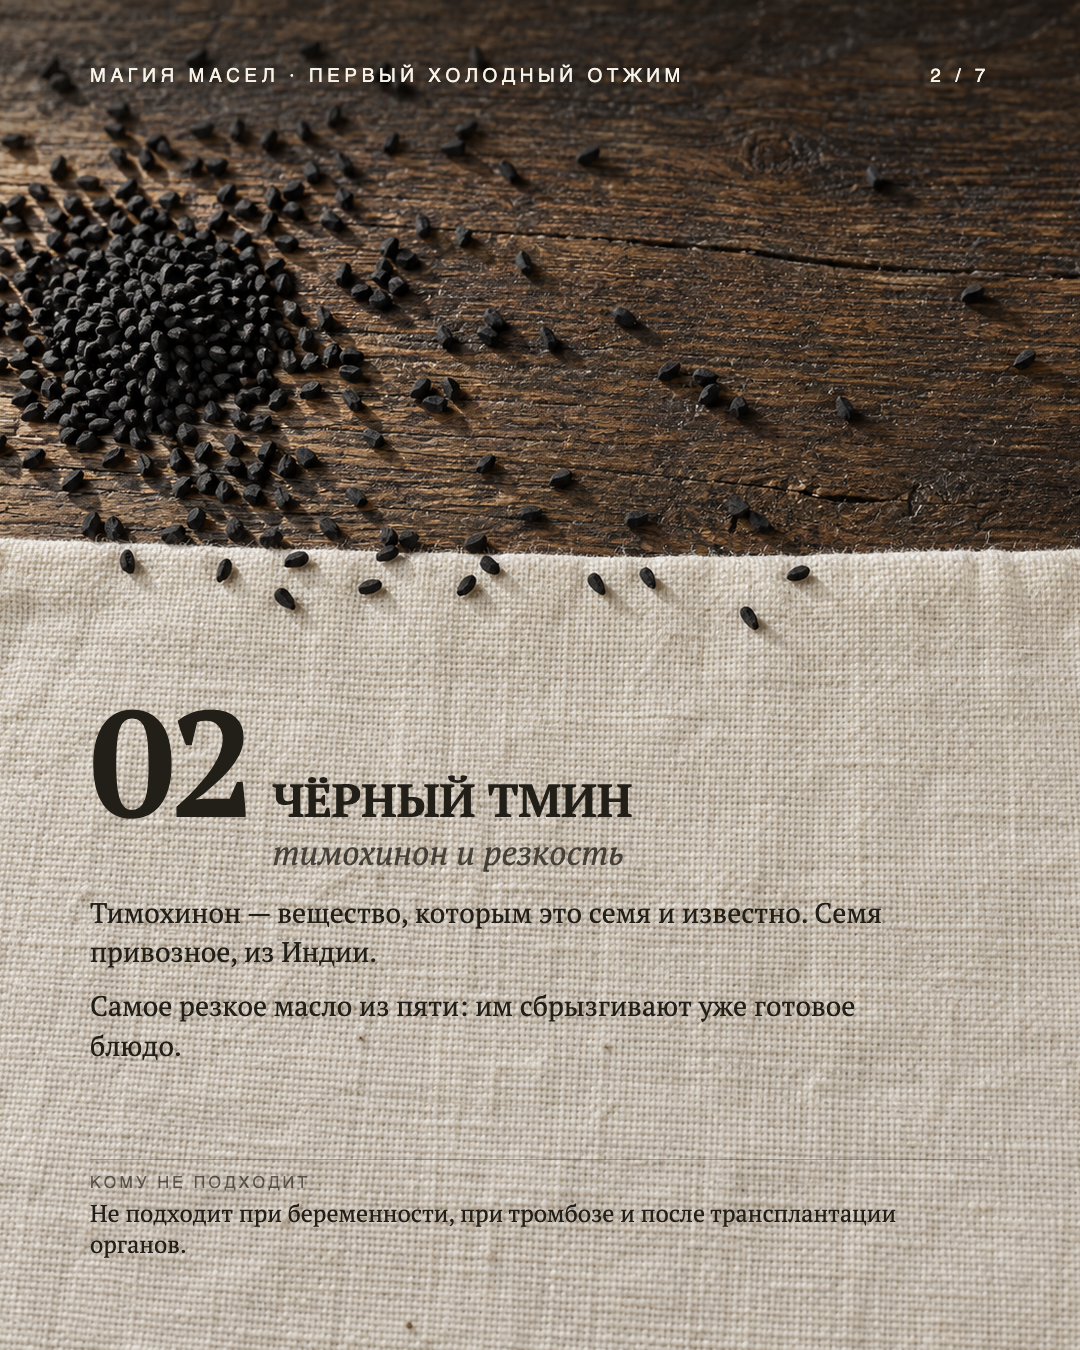 МАГИЯ МАСЕЛ · ПЕРВЫЙ ХОЛОДНЫЙ ОТЖИМ
2 / 7
02
ЧЁРНЫЙ ТМИН
тимохинон и резкость
Тимохинон — вещество, которым это семя и известно. Семя
привозное, из Индии.
Самое резкое масло из пяти: им сбрызгивают уже готовое
блюдо.
КОМУ НЕ ПОДХОДИТ
Не подходит при беременности, при тромбозе и после трансплантации
органов.